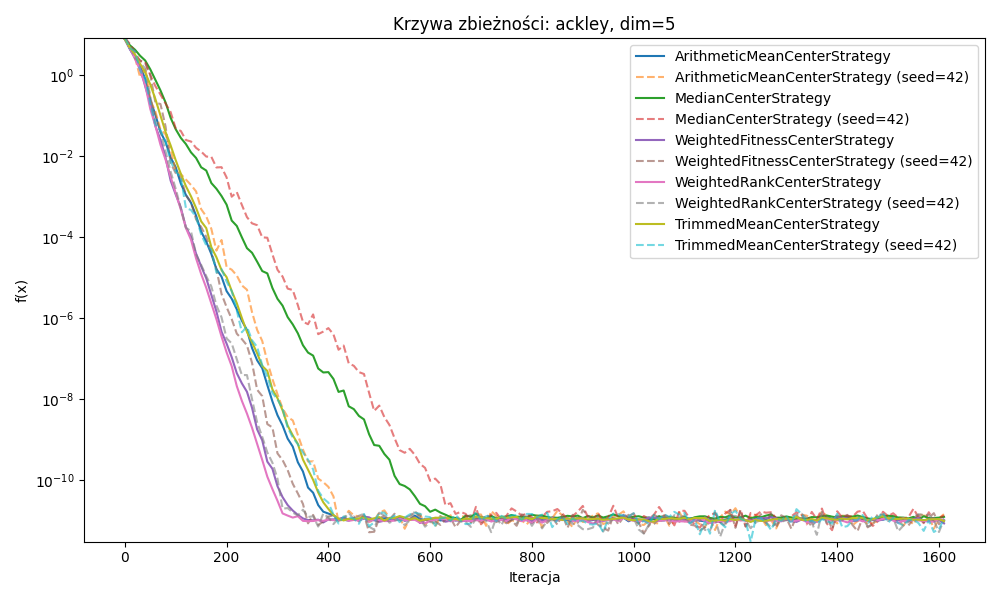 Krzywa zbieżności: ackley, dim=5
ArithmeticMeanCenterStrategy
ArithmeticMeanCenterStrategy (seed=42)
MedianCenterStrategy
MedianCenterStrategy (seed=42)
WeightedFitnessCenterStrategy
WeightedFitnessCenterStrategy (seed=42)
WeightedRankCenterStrategy
WeightedRankCenterStrategy (seed=42)
TrimmedMeanCenterStrategy
TrimmedMeanCenterStrategy (seed=42)
f(x)
10⁰
10⁻²
10⁻⁴
10⁻⁶
10⁻⁸
10⁻¹⁰
0 200 400 600 800 1000 1200 1400 1600
Iteracja